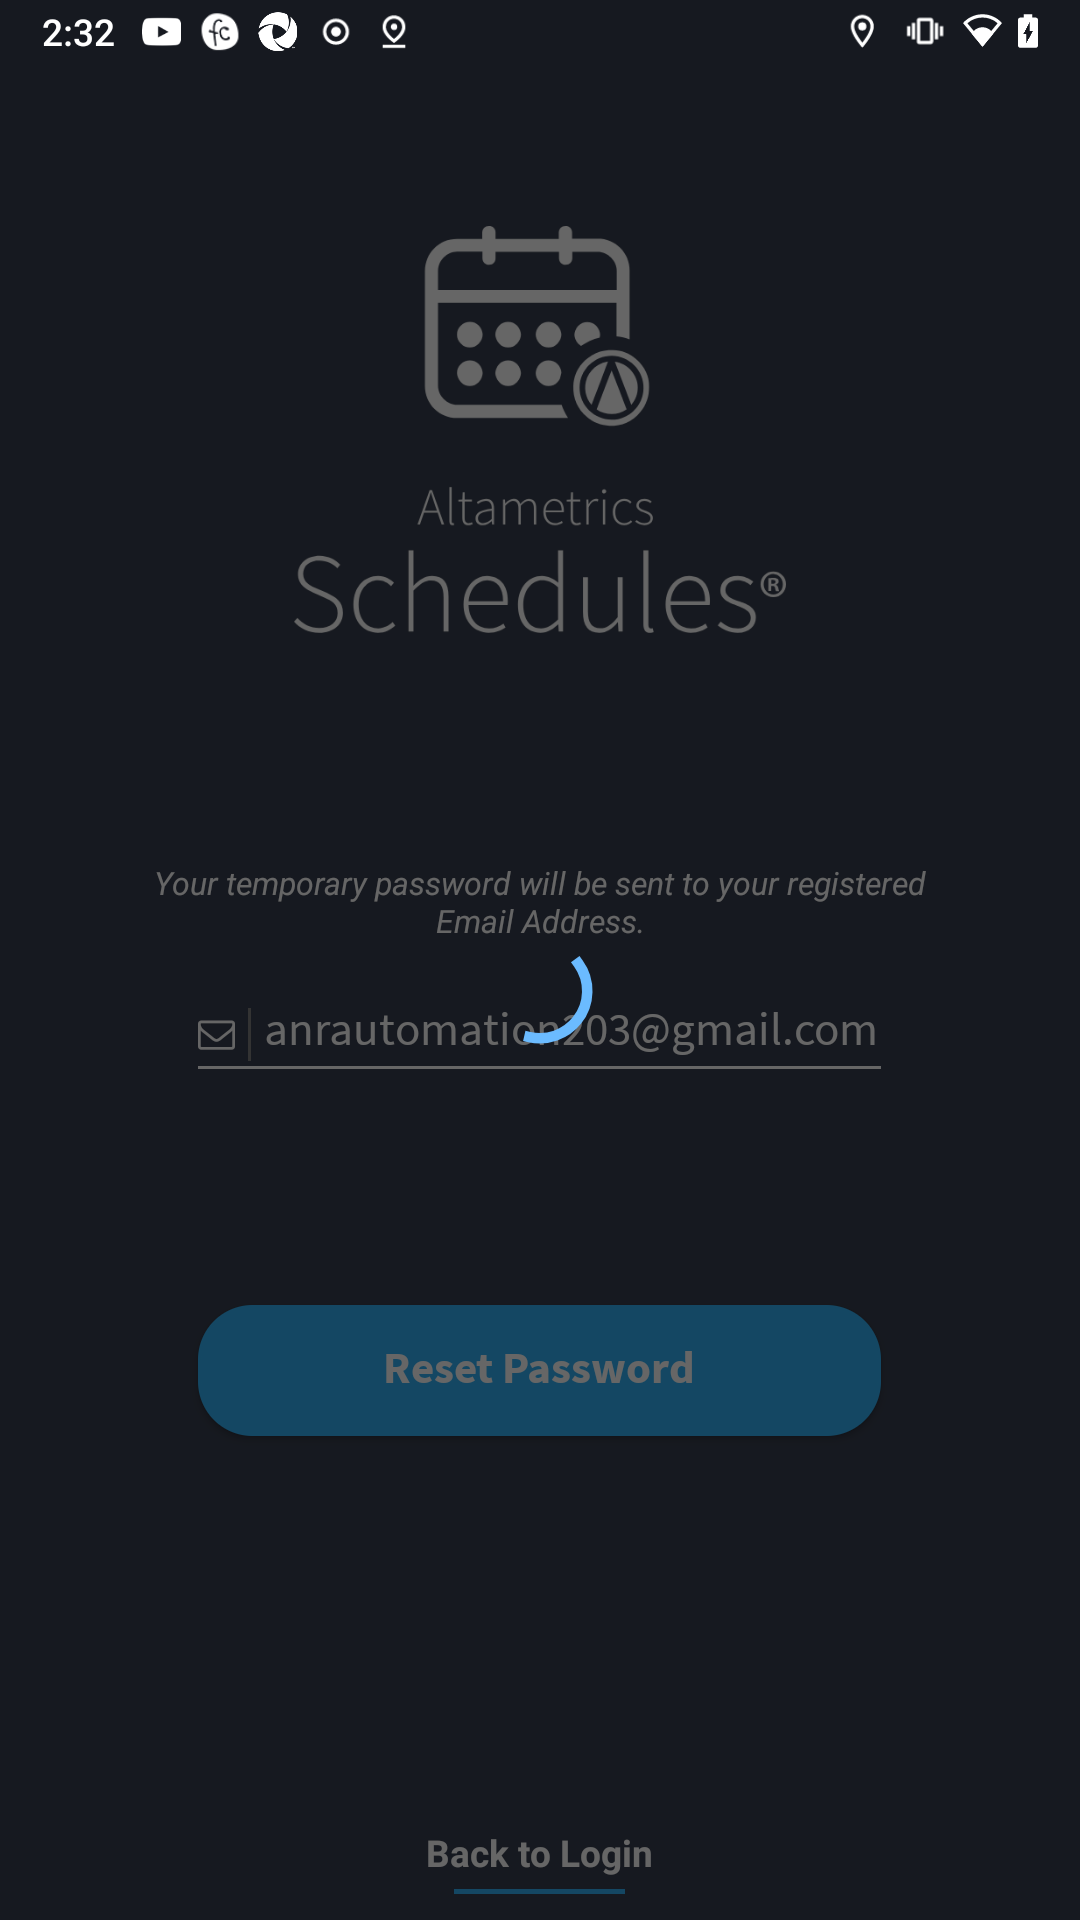 2:32
Altametrics
Schedules®
Your temporary password will be sent to your registered
Email Address.
anrautomation203@gmail.com
Reset Password
Back to Login